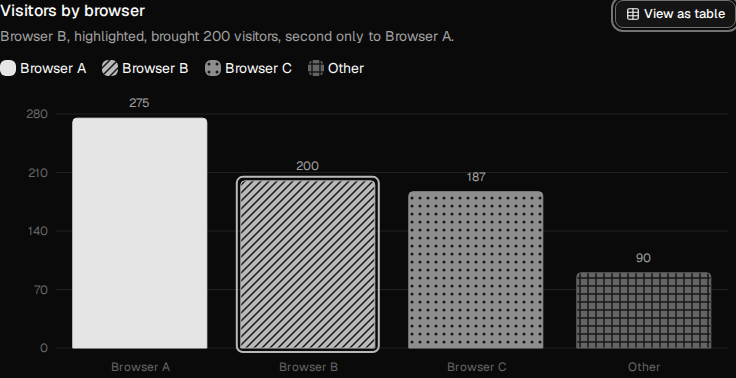 Visitors by browser
View as table
Browser B, highlighted, brought 200 visitors, second only to Browser A.
Browser A
Browser B
Browser C
Other
275
280
200
210
187
140
90
70
0
Browser A
Browser B
Browser C
Other